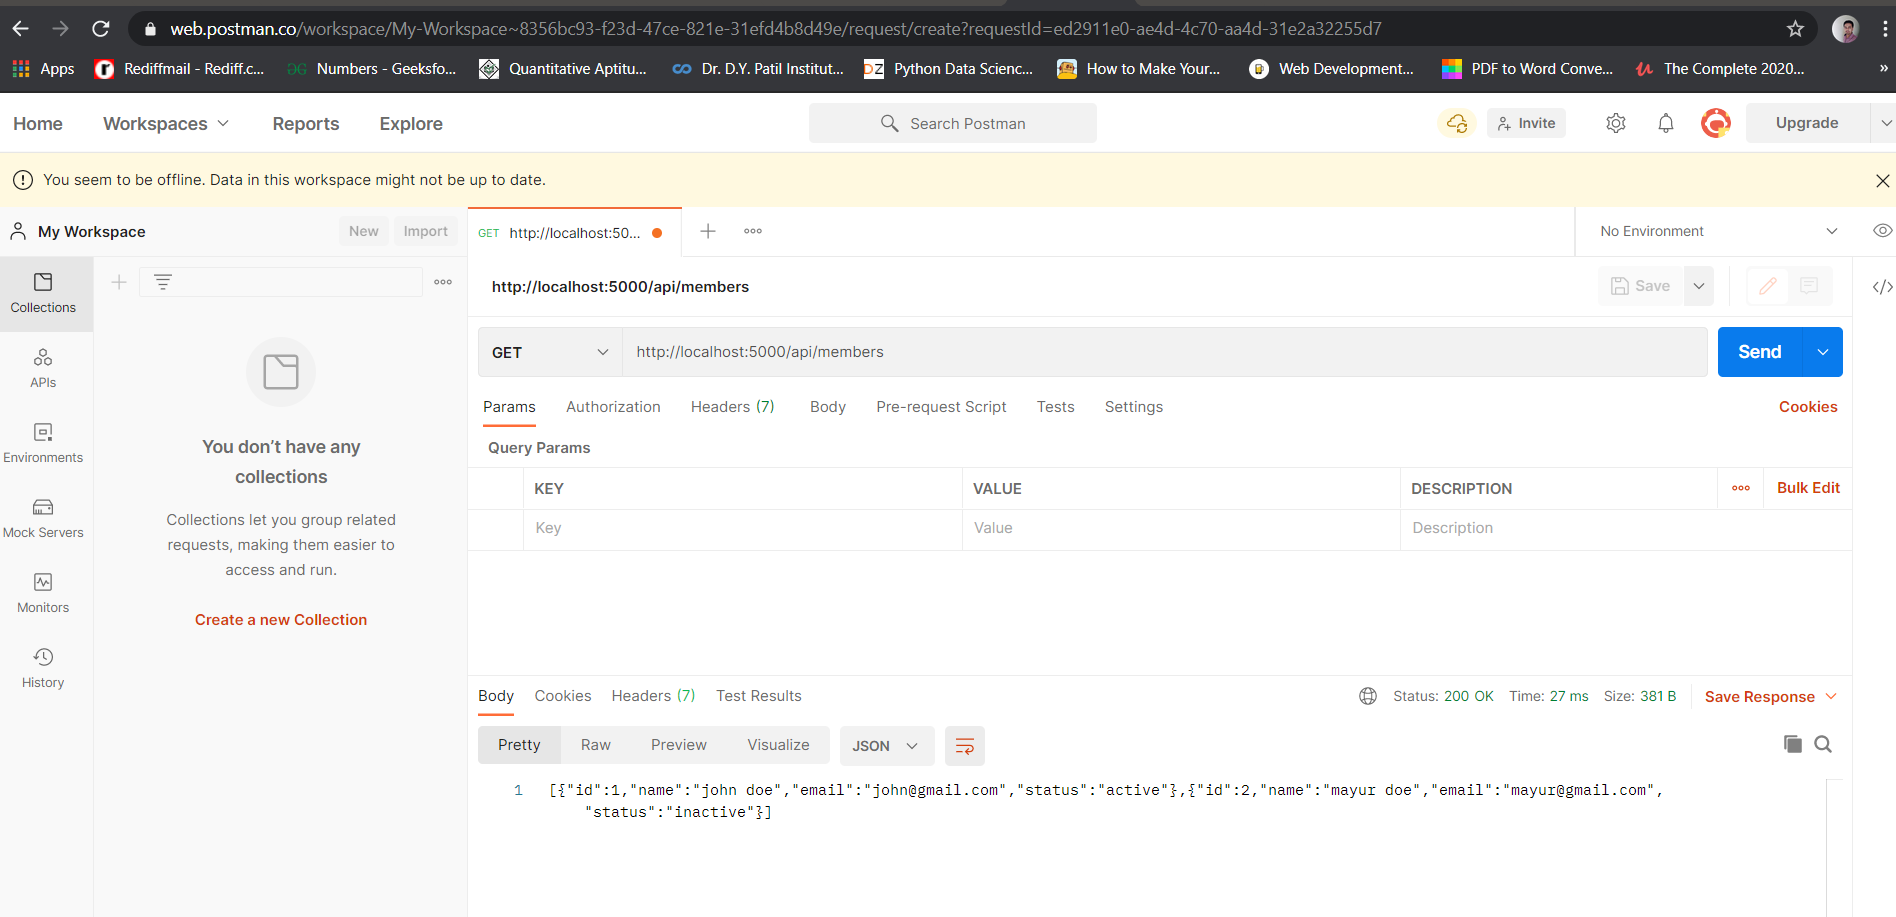 web.postman.co/workspace/My-Workspace~8356bc93-f23d-47ce-821e-31efd4b8d49e/request/create?requestId=ed2911e0-ae4d-4c70-aa4d-31e2a32255d7
Apps Rediffmail - Rediff.c... Numbers - Geeksfo... Quantitative Aptitu... Dr. D.Y. Patil Institut... DZ Python Data Scienc... How to Make Your... Web Development... PDF to Word Conve... The Complete 2020... »
Home Workspaces Reports Explore Search Postman Invite Upgrade
You seem to be offline. Data in this workspace might not be up to date.
My Workspace New Import GET http://localhost:50... No Environment
Collections
http://localhost:5000/api/members Save
GET http://localhost:5000/api/members Send
APIs
Params Authorization Headers (7) Body Pre-request Script Tests Settings Cookies
Query Params
You don’t have any
collections
Environments
KEY VALUE DESCRIPTION Bulk Edit
Key Value Description
Collections let you group related
requests, making them easier to
access and run.
Mock Servers
Monitors
Create a new Collection
History
Body Cookies Headers (7) Test Results Status: 200 OK Time: 27 ms Size: 381 B Save Response
Pretty Raw Preview Visualize JSON
1 [{"id":1,"name":"john doe","email":"john@gmail.com","status":"active"},{"id":2,"name":"mayur doe","email":"mayur@gmail.com",
"status":"inactive"}]